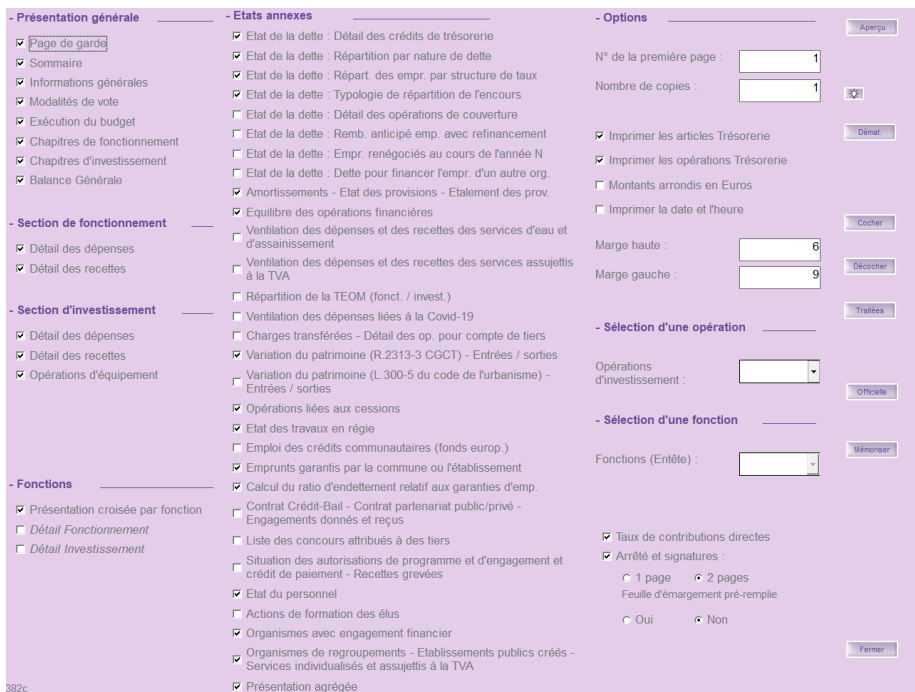 - Présentation générale
Page de garde
Sommaire
Informations générales
Modalités de vote
Exécution du budget
Chapitres de fonctionnement
Chapitres d'investissement
Balance Générale
- Section de fonctionnement
Détail des dépenses
Détail des recettes
- Section d'investissement
Détail des dépenses
Détail des recettes
Opérations d'équipement
- Fonctions
Présentation croisée par fonction
Détail Fonctionnement
Détail Investissement
382c
- Etats annexes
Etat de la dette : Détail des crédits de trésorerie
Etat de la dette : Répartition par nature de dette
Etat de la dette : Répart. des empr. par structure de taux
Etat de la dette : Typologie de répartition de l'encours
Etat de la dette : Détail des opérations de couverture
Etat de la dette : Remb. anticipé emp. avec refinancement
Etat de la dette : Empr. renégociés au cours de l'année N
Etat de la dette : Dette pour financer l'empr. d'un autre org.
Amortissements - Etat des provisions - Etalement des prov.
Equilibre des opérations financières
Ventilation des dépenses et des recettes des services d'eau et
d'assainissement
Ventilation des dépenses et des recettes des services assujettis
à la TVA
Répartition de la TEOM (fonct. / invest.)
Ventilation des dépenses liées à la Covid-19
Charges transférées - Détail des op. pour compte de tiers
Variation du patrimoine (R.2313-3 CGCT) - Entrées / sorties
Variation du patrimoine (L.300-5 du code de l'urbanisme) -
Entrées / sorties
Opérations liées aux cessions
Etat des travaux en régie
Emploi des crédits communautaires (fonds europ.)
Emprunts garantis par la commune ou l'établissement
Calcul du ratio d'endettement relatif aux garanties d'emp.
Contrat Crédit-Bail - Contrat partenariat public/privé -
Engagements donnés et reçus
Liste des concours attribués à des tiers
Situation des autorisations de programme et d'engagement et
crédit de paiement - Recettes grevées
Etat du personnel
Actions de formation des élus
Organismes avec engagement financier
Organismes de regroupements - Etablissements publics créés -
Services individualisés et assujettis à la TVA
Présentation agrégée
- Options
N° de la première page : 1
Nombre de copies : 1
Imprimer les articles Trésorerie
Imprimer les opérations Trésorerie
Montants arrondis en Euros
Imprimer la date et l'heure
Marge haute : 6
Marge gauche : 9
- Sélection d'une opération
Opérations
d'investissement :
- Sélection d'une fonction
Fonctions (Entête) :
Taux de contributions directes
Arrêté et signatures :
1 page 2 pages
Feuille d'émargement pré-remplie
Oui Non
Aperçu
Démat.
Cocher
Décocher
Traitées
Officielle
Mémoriser
Fermer